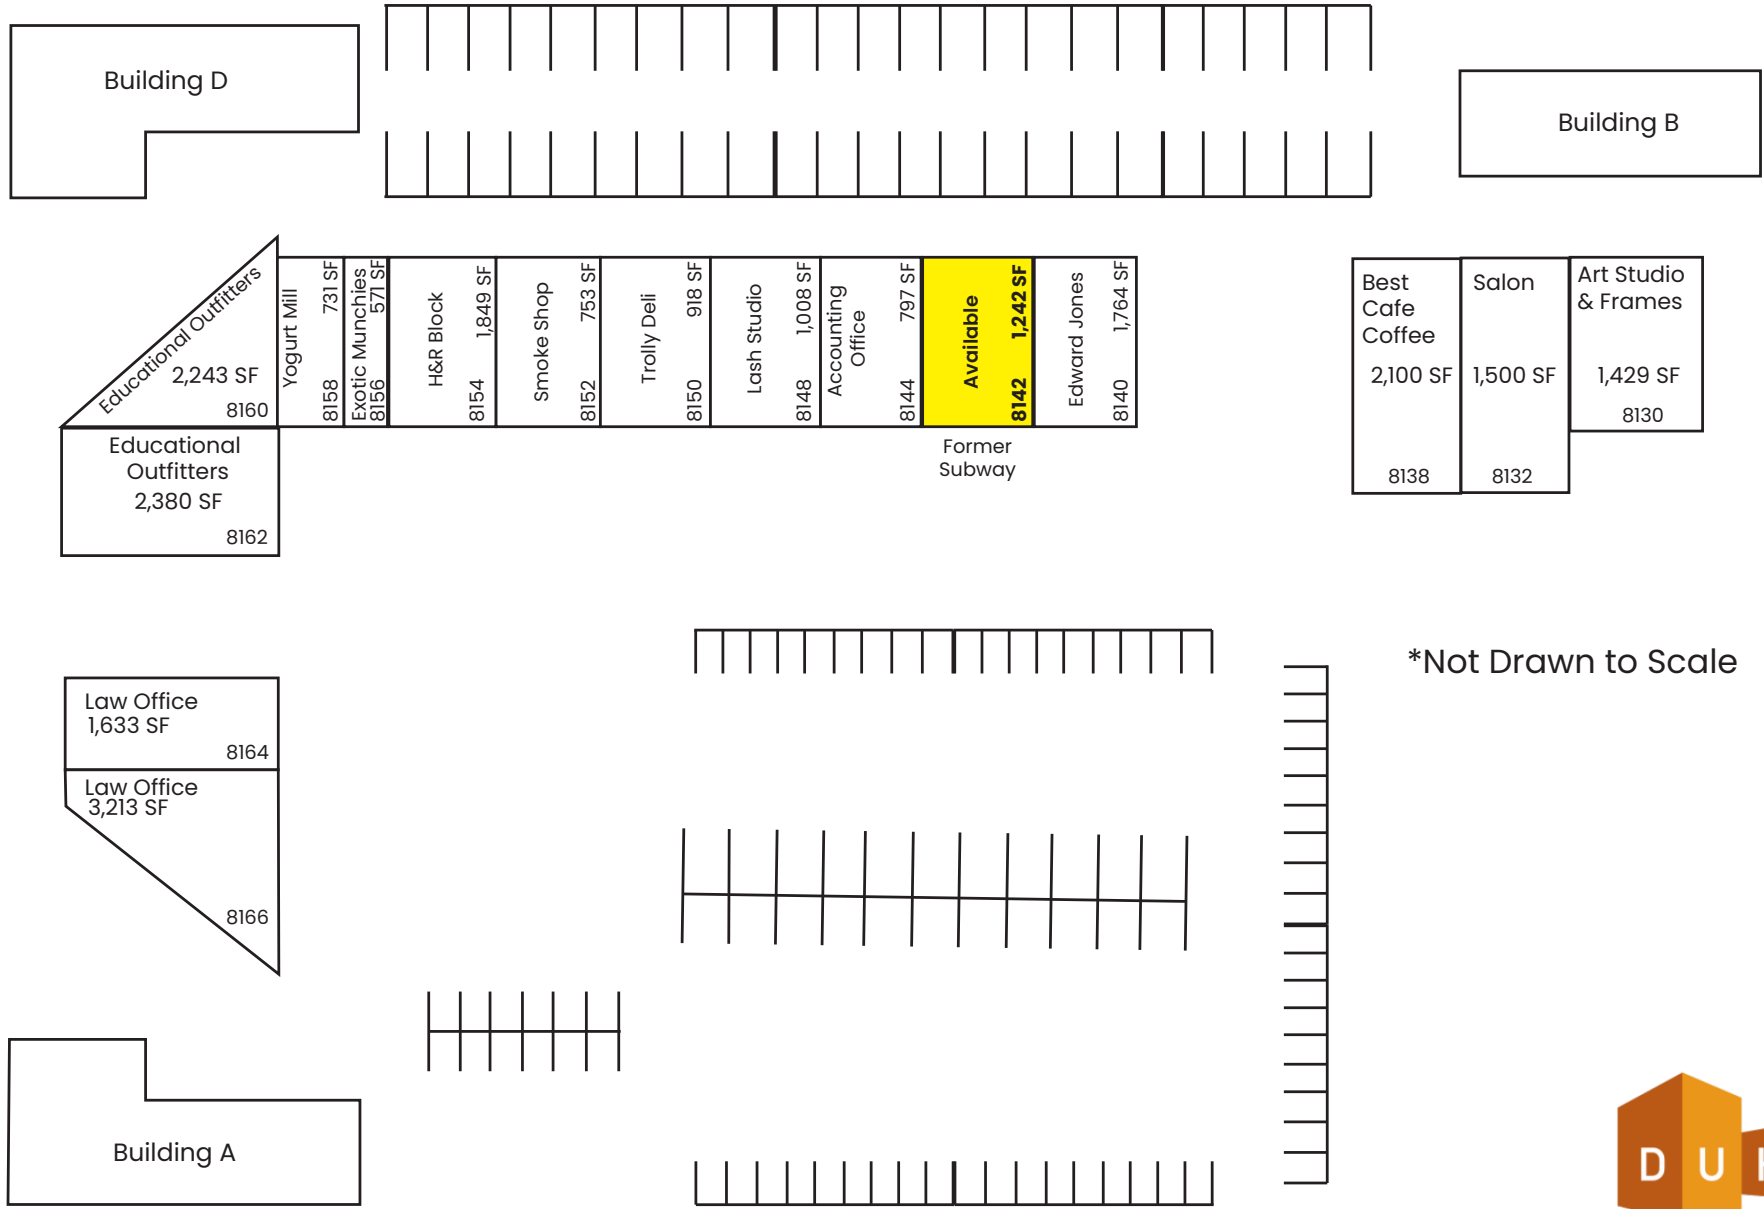 Building D
Building B
Educational Outfitters
2,243 SF
8160
Yogurt Mill
731 SF
8158
Exotic Munchies
571 SF
8156
H&R Block
1,849 SF
8154
Smoke Shop
753 SF
8152
Trolly Deli
918 SF
8150
Lash Studio
1,008 SF
8148
Accounting
Office
797 SF
8144
Available
1,242 SF
8142
Former
Subway
Edward Jones
1,764 SF
8140
Best
Cafe
Coffee
2,100 SF
8138
Salon
1,500 SF
8132
Art Studio
& Frames
1,429 SF
8130
Educational
Outfitters
2,380 SF
8162
*Not Drawn to Scale
Law Office
1,633 SF
8164
Law Office
3,213 SF
8166
Building A
D U